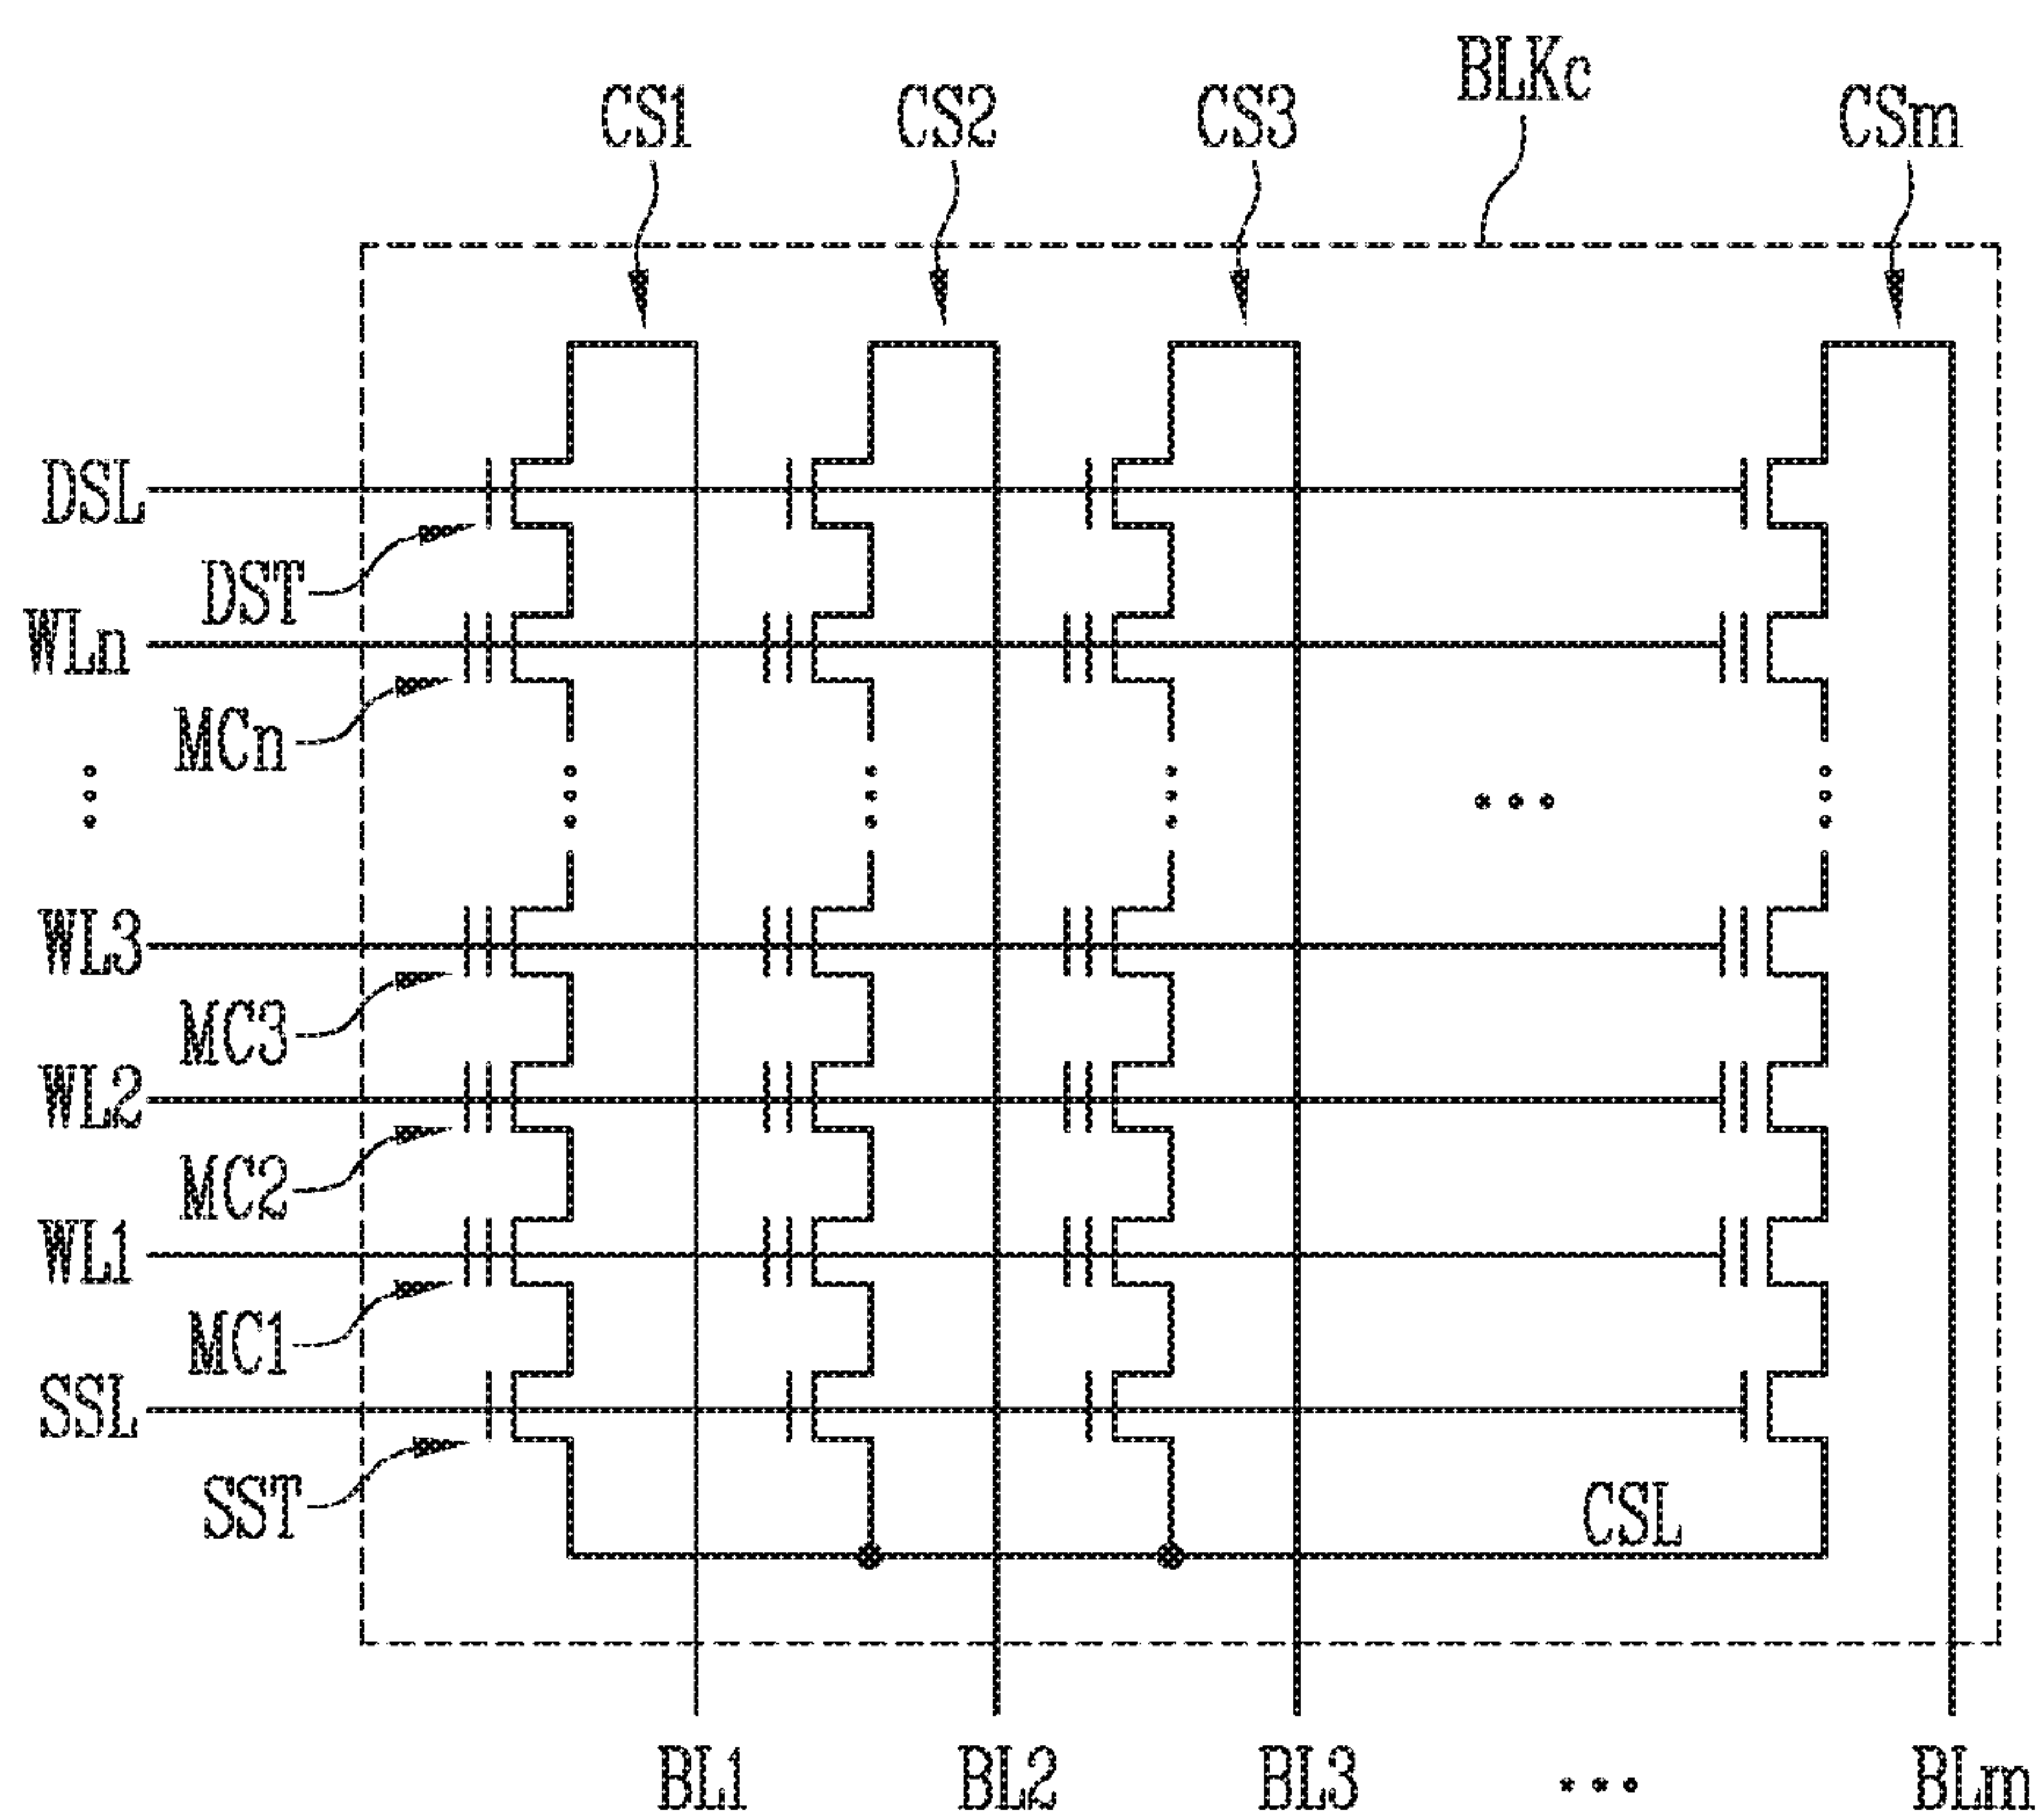 BLKc
CS1 CS2 CS3 CSm
DSL
DST
WLn
MCn
⋮ ⋮ ⋮ ⋮ ... ⋮
WL3
MC3
WL2
MC2
WL1
MC1
SSL
SST
CSL
BL1 BL2 BL3 ... BLm